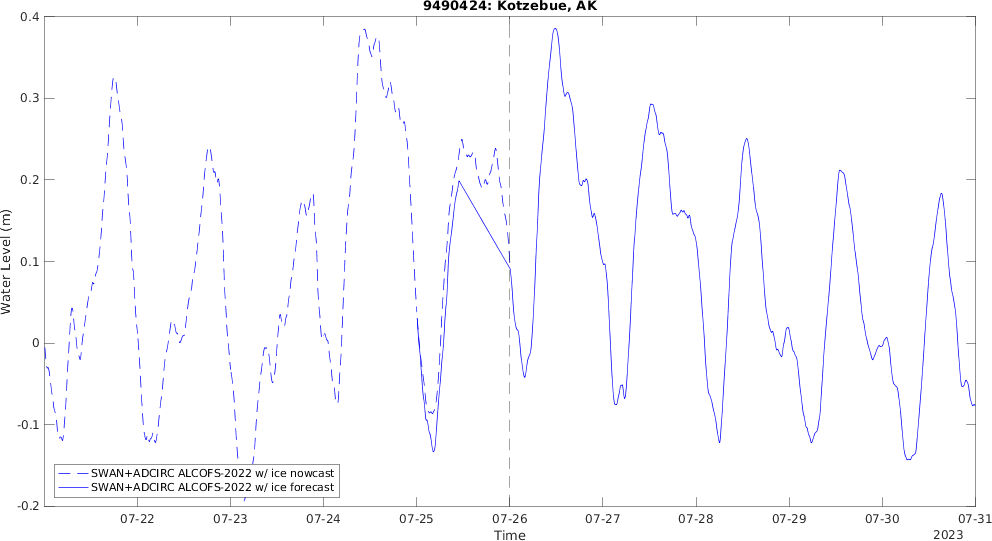 9490424: Kotzebue, AK
Water Level (m)
0.4
0.3
0.2
0.1
0
-0.1
-0.2
SWAN+ADCIRC ALCOFS-2022 w/ ice nowcast
SWAN+ADCIRC ALCOFS-2022 w/ ice forecast
07-22 07-23 07-24 07-25 07-26 07-27 07-28 07-29 07-30 07-31
Time
2023